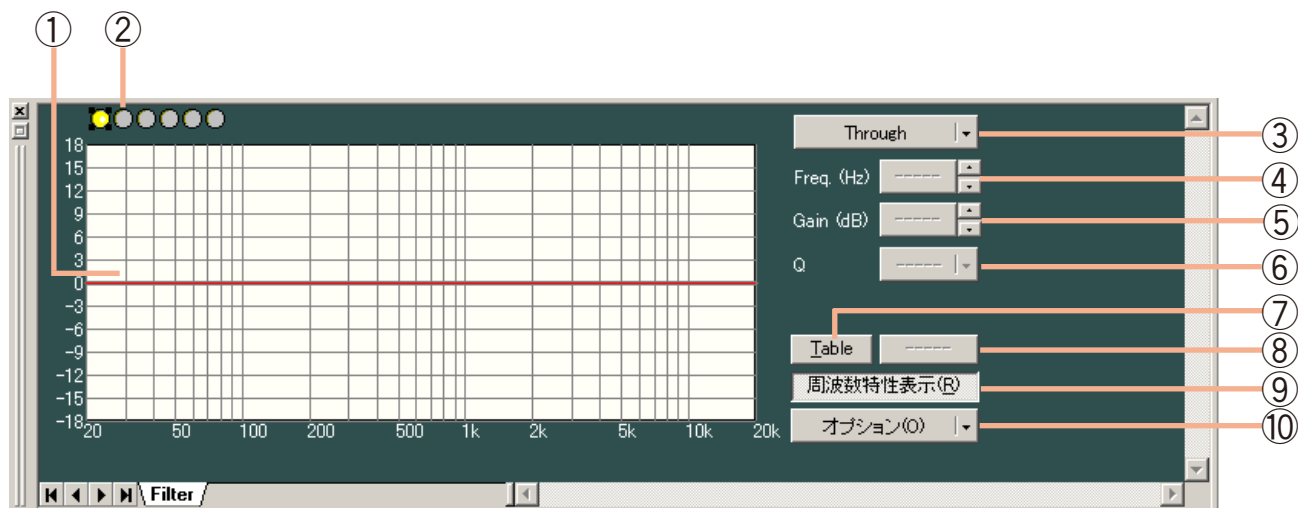 ① ②
Through ③
18
15
12
9
6
3
0
-3
-6
-9
-12
-15
-18
20 50 100 200 500 1k 2k 5k 10k 20k
Freq. (Hz) ----- ④
Gain (dB) ----- ⑤
Q ----- ⑥
⑦
Table ----- ⑧
周波数特性表示(R) ⑨
オプション(O) ⑩
Filter